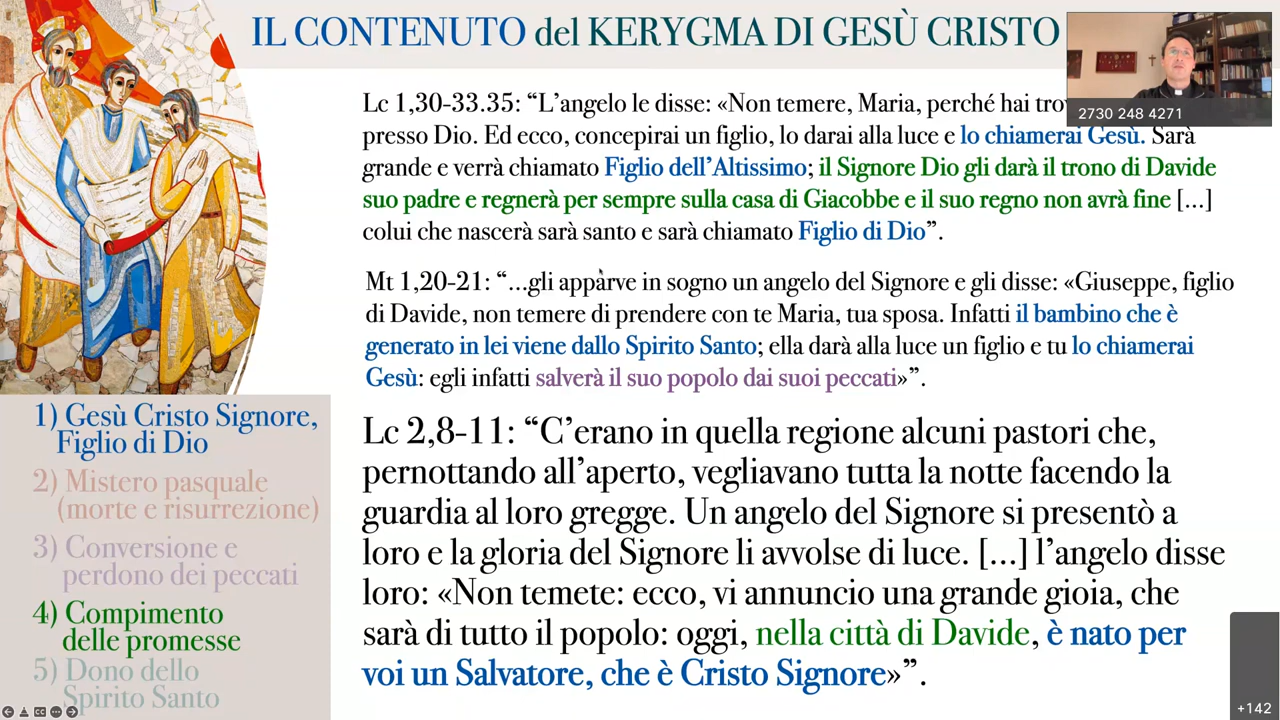 IL CONTENUTO del KERYGMA DI GESÙ CRISTO
2730 248 4271
Lc 1,30-33.35: “L’angelo le disse: «Non temere, Maria, perché hai
presso Dio. Ed ecco, concepirai un figlio, lo darai alla luce e lo chiamerai Gesù. Sarà
grande e verrà chiamato Figlio dell’Altissimo; il Signore Dio gli darà il trono di Davide
suo padre e regnerà per sempre sulla casa di Giacobbe e il suo regno non avrà fine [...]
colui che nascerà sarà santo e sarà chiamato Figlio di Dio”.
Mt 1,20-21: “...gli apparve in sogno un angelo del Signore e gli disse: «Giuseppe, figlio
di Davide, non temere di prendere con te Maria, tua sposa. Infatti il bambino che è
generato in lei viene dallo Spirito Santo; ella darà alla luce un figlio e tu lo chiamerai
Gesù: egli infatti salverà il suo popolo dai suoi peccati»”.
Lc 2,8-11: “C’erano in quella regione alcuni pastori che,
pernottando all’aperto, vegliavano tutta la notte facendo la
guardia al loro gregge. Un angelo del Signore si presentò a
loro e la gloria del Signore li avvolse di luce. [...] l’angelo disse
loro: «Non temete: ecco, vi annuncio una grande gioia, che
sarà di tutto il popolo: oggi, nella città di Davide, è nato per
voi un Salvatore, che è Cristo Signore»”.
1) Gesù Cristo Signore,
Figlio di Dio
2) Mistero pasquale
(morte e risurrezione)
3) Conversione e
perdono dei peccati
4) Compimento
delle promesse
5) Dono dello
Spirito Santo
+142